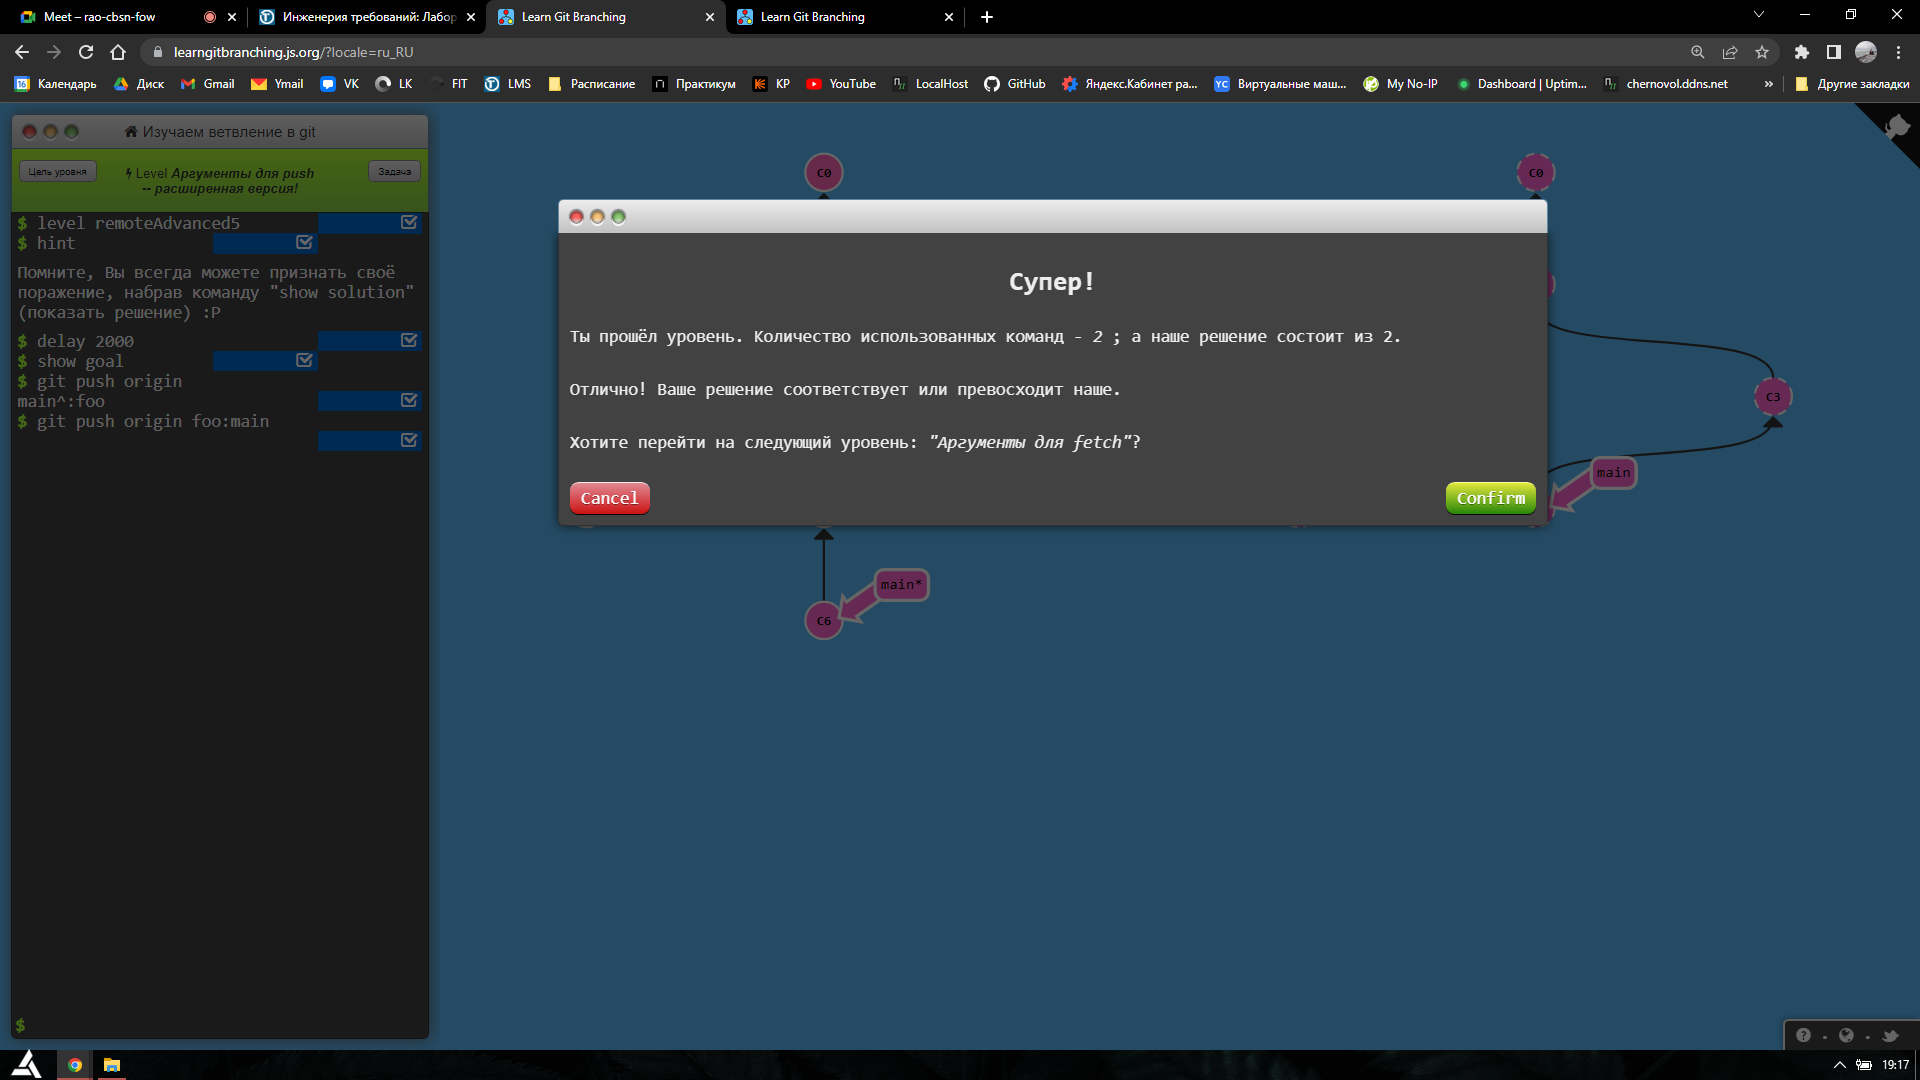 Meet – rao-cbsn-fow
Инженерия требований: Лабор
Learn Git Branching
Learn Git Branching
learngitbranching.js.org/?locale=ru_RU
16 Календарь
Диск
Gmail
Ymail
VK
LK
FIT
LMS
Расписание
Практикум
KP
YouTube
LocalHost
GitHub
Яндекс.Кабинет ра...
YC Виртуальные маш...
My No-IP
Dashboard | Uptim...
chernovol.ddns.net
»
Другие закладки
Изучаем ветвление в git
Цель уровня
Level Аргументы для push
-- расширенная версия!
Задача
$ level remoteAdvanced5
$ hint
Помните, Вы всегда можете признать своё
поражение, набрав команду "show solution"
(показать решение) :P
$ delay 2000
$ show goal
$ git push origin
main^:foo
$ git push origin foo:main
$
C0
C0
Супер!
Ты прошёл уровень. Количество использованных команд - 2 ; а наше решение состоит из 2.
Отлично! Ваше решение соответствует или превосходит наше.
Хотите перейти на следующий уровень: "Аргументы для fetch"?
Cancel
Confirm
C3
main
main*
C6
19:17